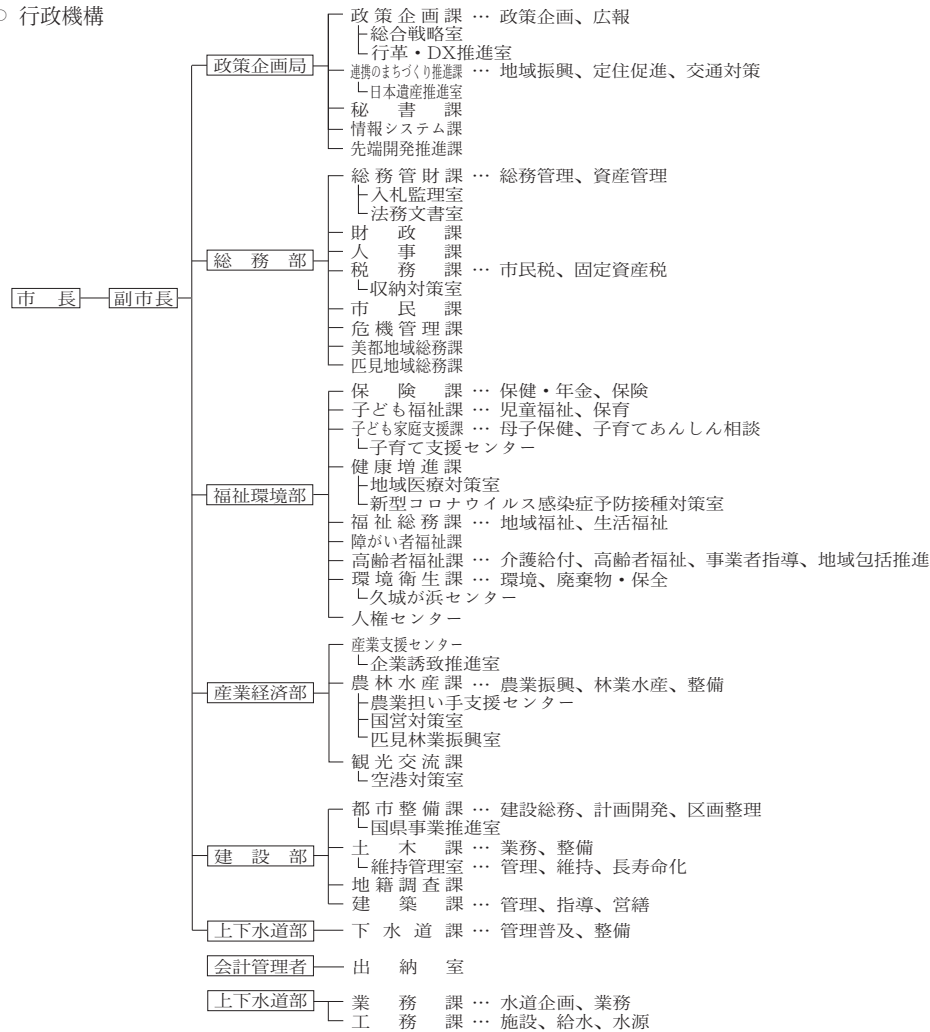 ○ 行政機構
政策企画課 … 政策企画、広報
総合戦略室
行革・DX推進室
政策企画局
連携のまちづくり推進課 … 地域振興、定住促進、交通対策
日本遺産推進室
秘書課
情報システム課
先端開発推進課
総務管財課 … 総務管理、資産管理
入札監理室
法務文書室
財政課
人事課
総務部
税務課 … 市民税、固定資産税
収納対策室
市長 副市長
市民課
危機管理課
美都地域総務課
匹見地域総務課
保険課 … 保健・年金、保険
子ども福祉課 … 児童福祉、保育
子ども家庭支援課 … 母子保健、子育てあんしん相談
子育て支援センター
健康増進課
地域医療対策室
福祉環境部
新型コロナウイルス感染症予防接種対策室
福祉総務課 … 地域福祉、生活福祉
障がい者福祉課
高齢者福祉課 … 介護給付、高齢者福祉、事業者指導、地域包括推進
環境衛生課 … 環境、廃棄物・保全
久城が浜センター
人権センター
産業支援センター
企業誘致推進室
産業経済部
農林水産課 … 農業振興、林業水産、整備
農業担い手支援センター
国営対策室
匹見林業振興室
観光交流課
空港対策室
都市整備課 … 建設総務、計画開発、区画整理
国県事業推進室
建設部
土木課 … 業務、整備
維持管理室 … 管理、維持、長寿命化
地籍調査課
建築課 … 管理、指導、営繕
上下水道部 下水道課 … 管理普及、整備
会計管理者 出納室
上下水道部 業務課 … 水道企画、業務
工務課 … 施設、給水、水源